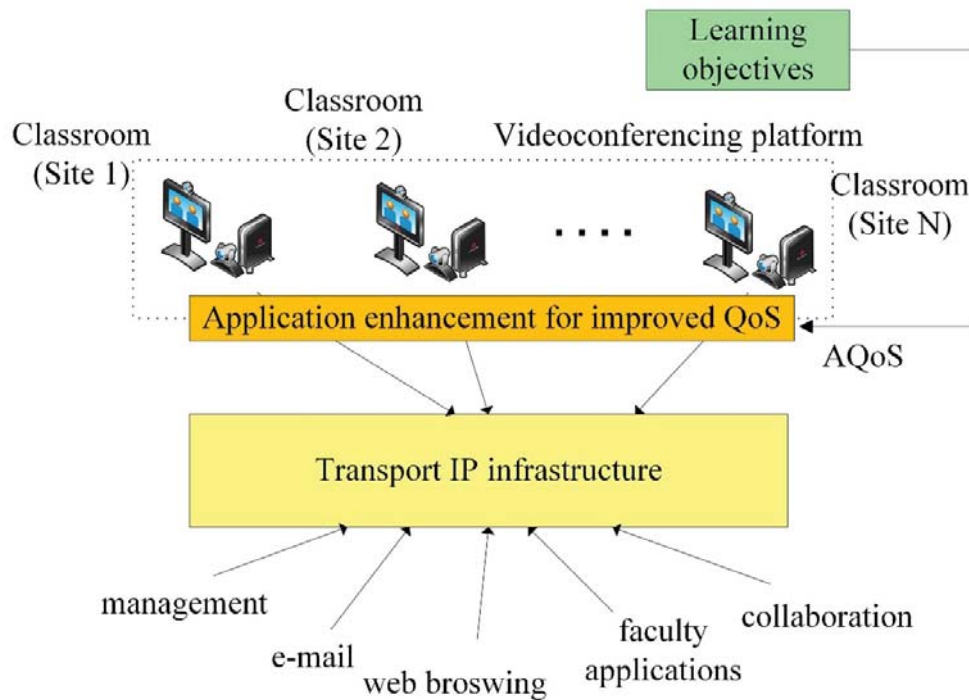 Learning
objectives
Classroom
(Site 1)
Classroom
(Site 2)
Videoconferencing platform
Classroom
(Site N)
Application enhancement for improved QoS
AQoS
Transport IP infrastructure
management
e-mail
web broswing
faculty
applications
collaboration